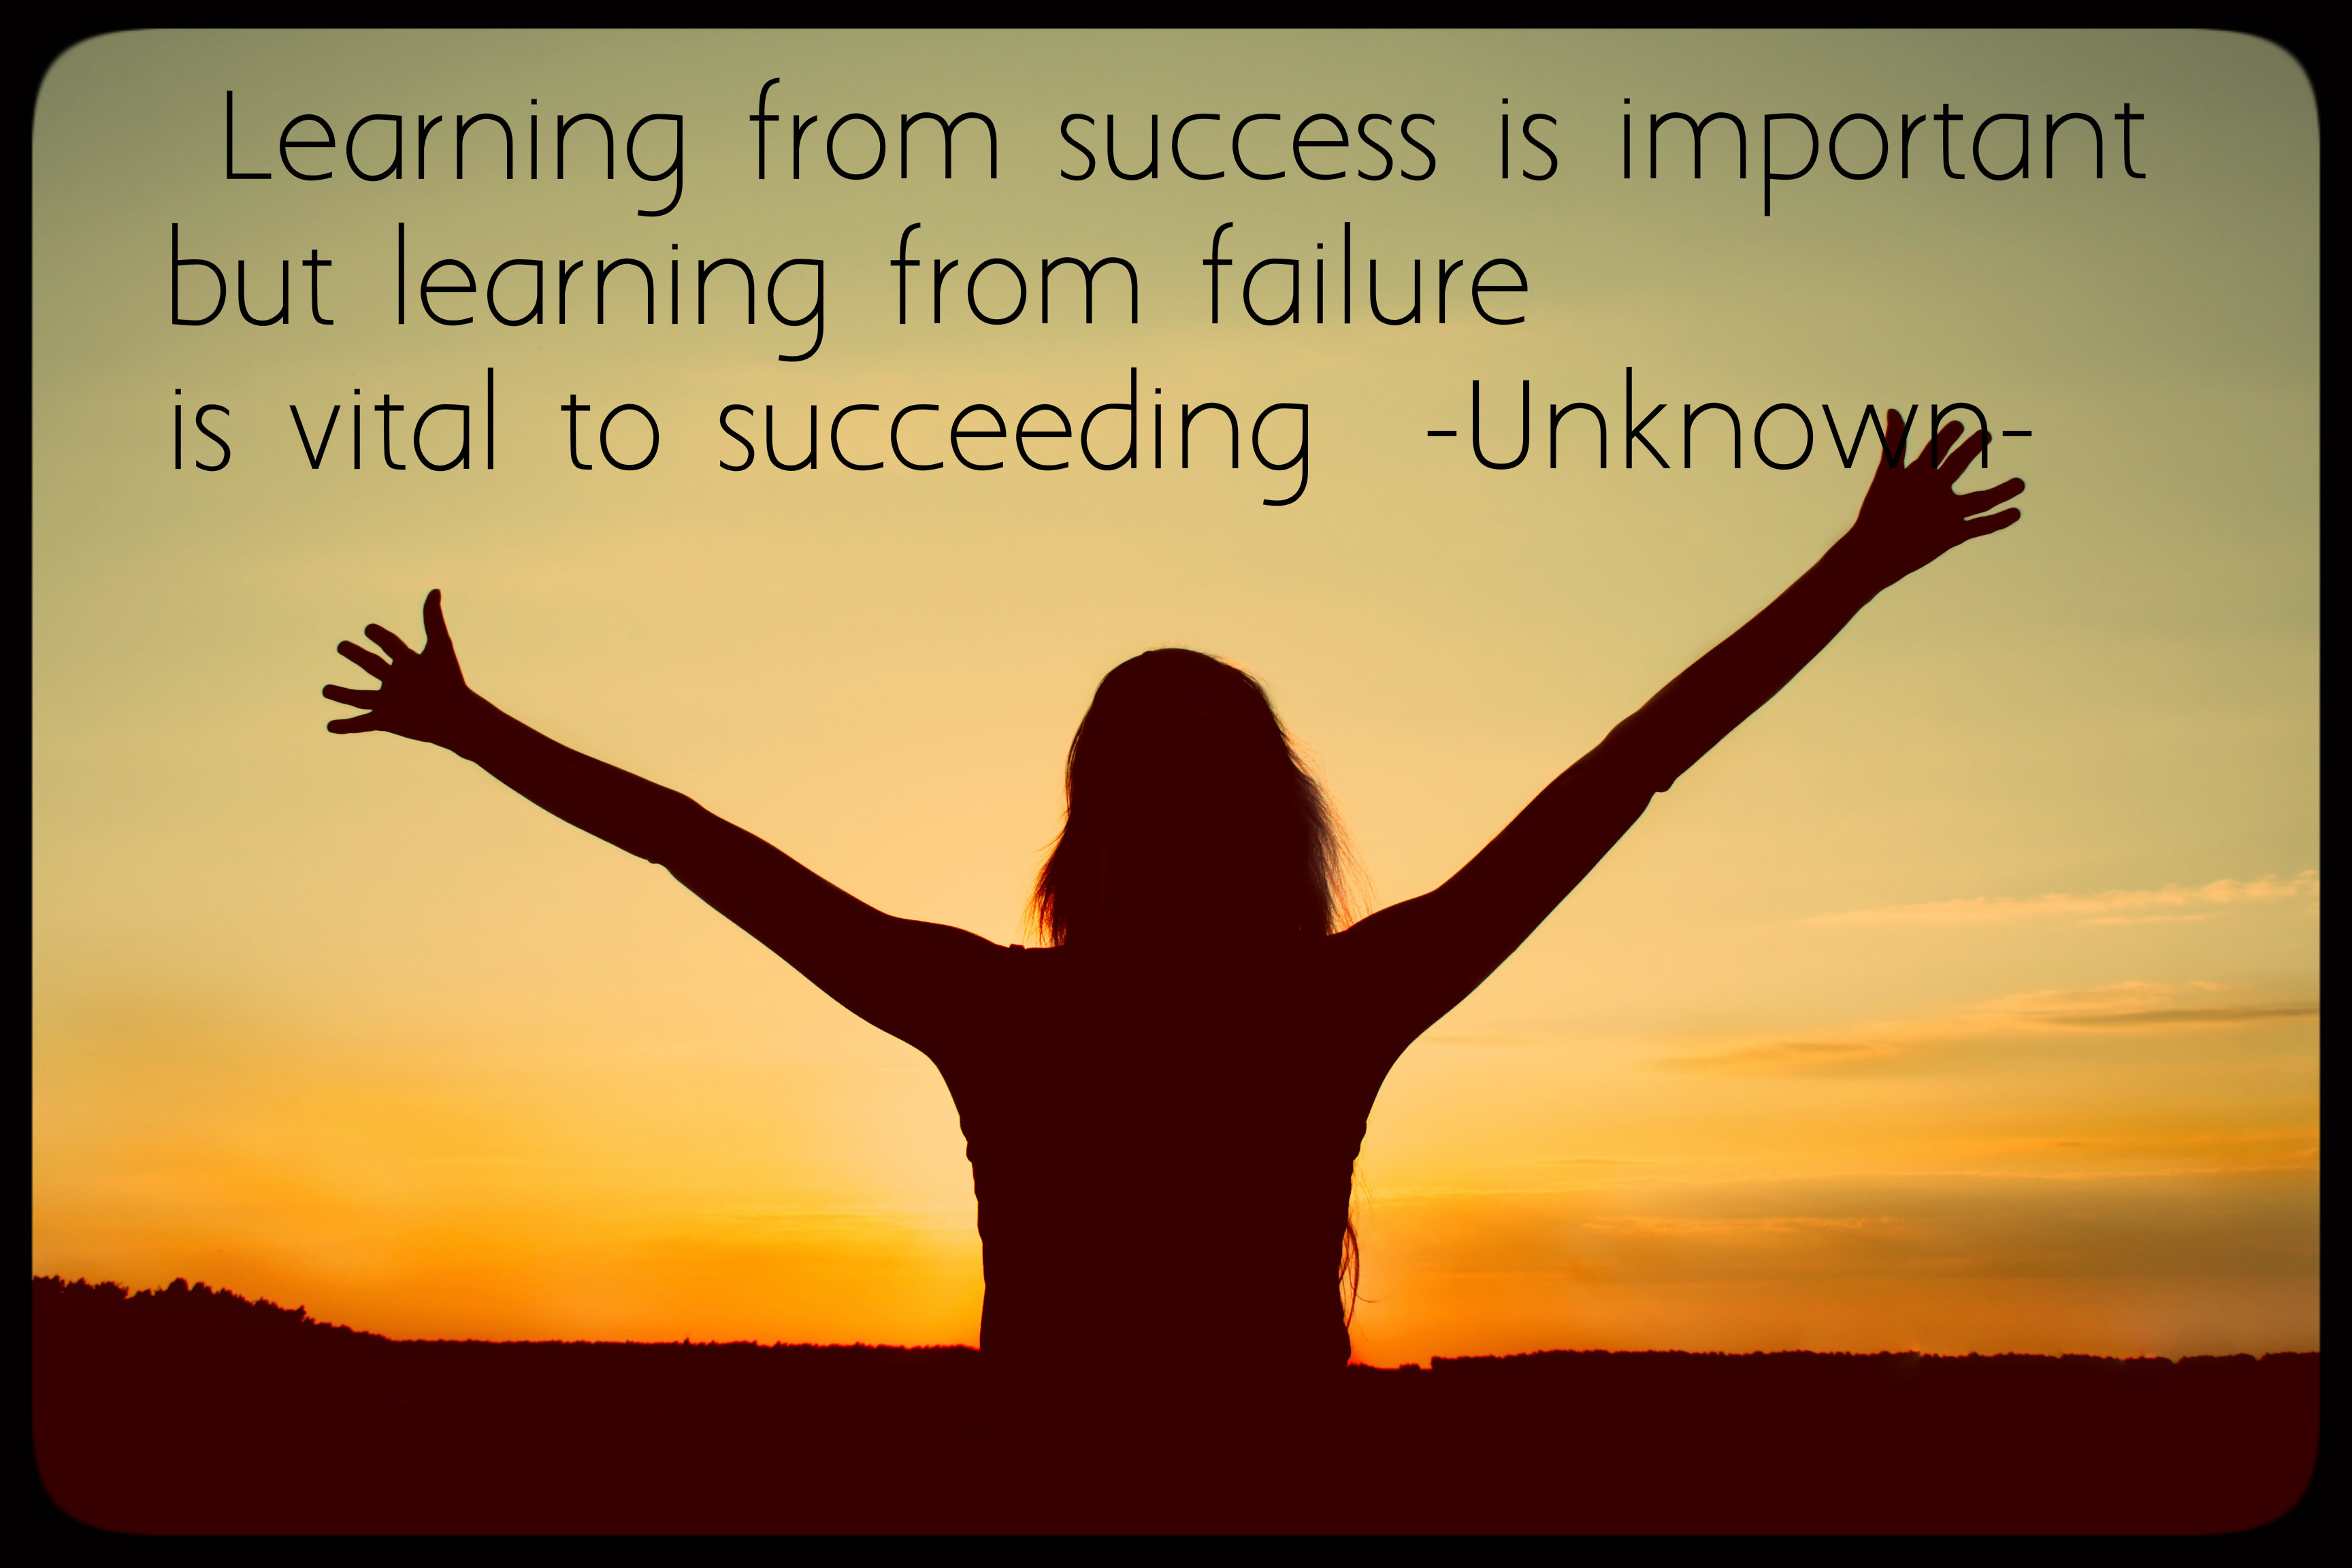 Learning from success is important
but learning from failure
is vital to succeeding -Unknown-